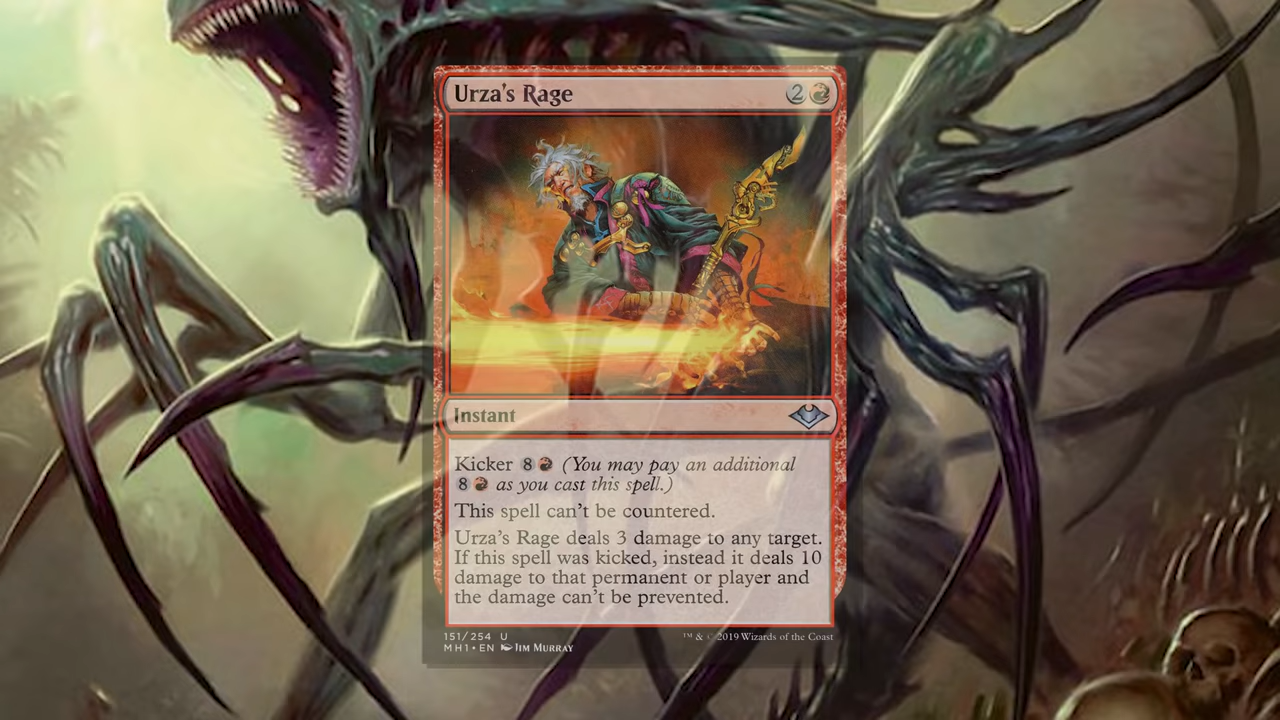 Urza's Rage 2
Instant
Kicker 8 (You may pay an additional
8 as you cast this spell.)
This spell can't be countered.
Urza's Rage deals 3 damage to any target.
If this spell was kicked, instead it deals 10
damage to that permanent or player and
the damage can't be prevented.
151/254 U ™ & © 2019 Wizards of the Coast
MH1 • EN Jim Murray